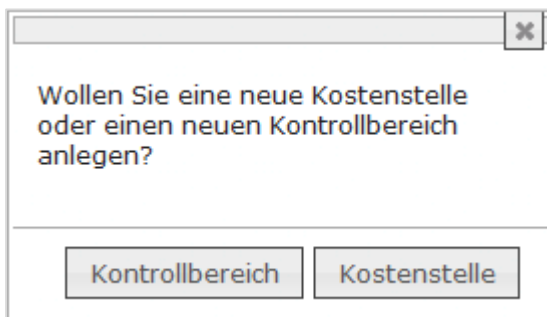 Wollen Sie eine neue Kostenstelle
oder einen neuen Kontrollbereich
anlegen?
Kontrollbereich Kostenstelle